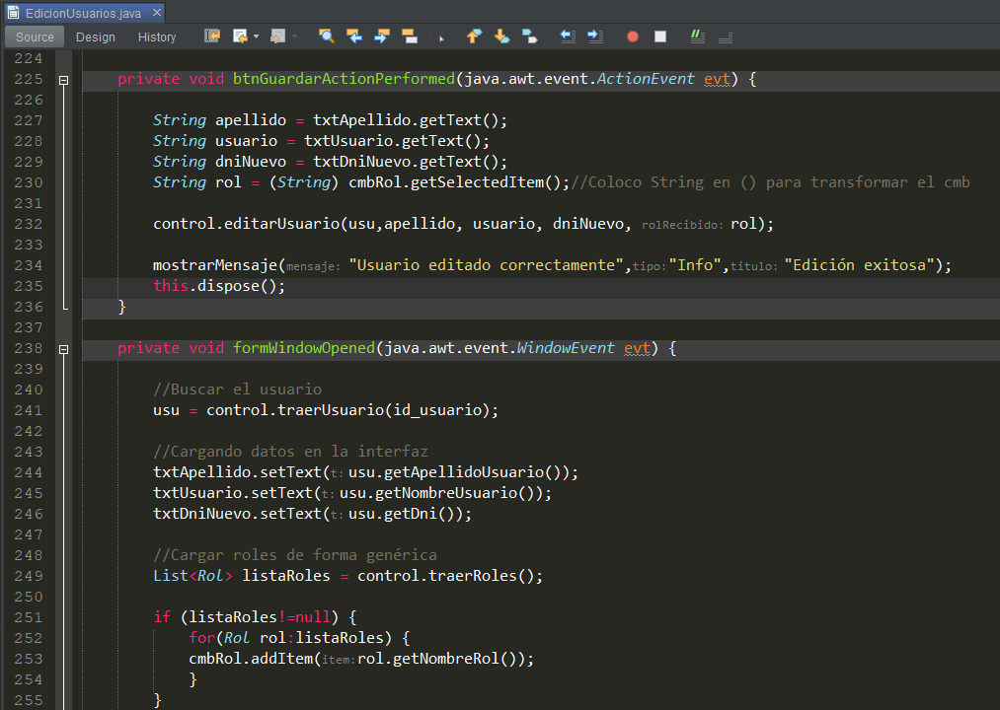 EdicionUsuarios.java
Source Design History
224
225 private void btnGuardarActionPerformed(java.awt.event.ActionEvent evt) {
226
227 String apellido = txtApellido.getText();
228 String usuario = txtUsuario.getText();
229 String dniNuevo = txtDniNuevo.getText();
230 String rol = (String) cmbRol.getSelectedItem();//Coloco String en () para transformar el cmb
231
232 control.editarUsuario(usu,apellido, usuario, dniNuevo, rolRecibido: rol);
233
234 mostrarMensaje(mensaje: "Usuario editado correctamente",tipo:"Info",titulo:"Edición exitosa");
235 this.dispose();
236 }
237
238 private void formWindowOpened(java.awt.event.WindowEvent evt) {
239
240 //Buscar el usuario
241 usu = control.traerUsuario(id_usuario);
242
243 //Cargando datos en la interfaz
244 txtApellido.setText(t: usu.getApellidoUsuario());
245 txtUsuario.setText(t: usu.getNombreUsuario());
246 txtDniNuevo.setText(t: usu.getDni());
247
248 //Cargar roles de forma genérica
249 List<Rol> listaRoles = control.traerRoles();
250
251 if (listaRoles!=null) {
252 for(Rol rol:listaRoles) {
253 cmbRol.addItem(item:rol.getNombreRol());
254 }
255 }